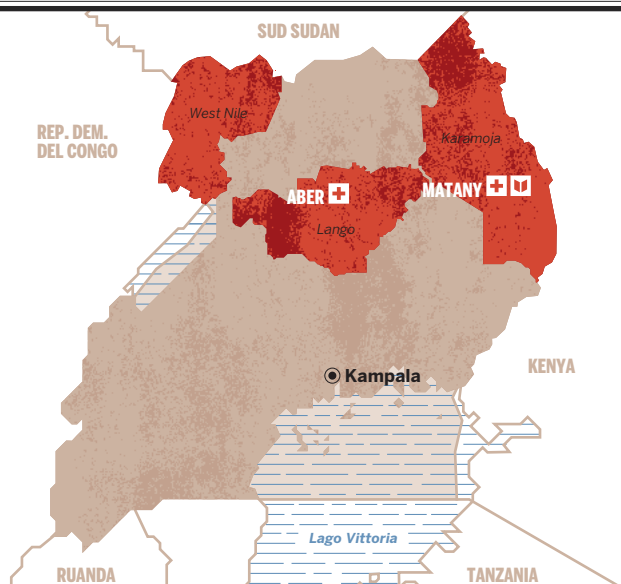 SUD SUDAN
West Nile
REP. DEM.
DEL CONGO
Karamoja
ABER
MATANY
Lango
Kampala
KENYA
Lago Vittoria
RUANDA
TANZANIA